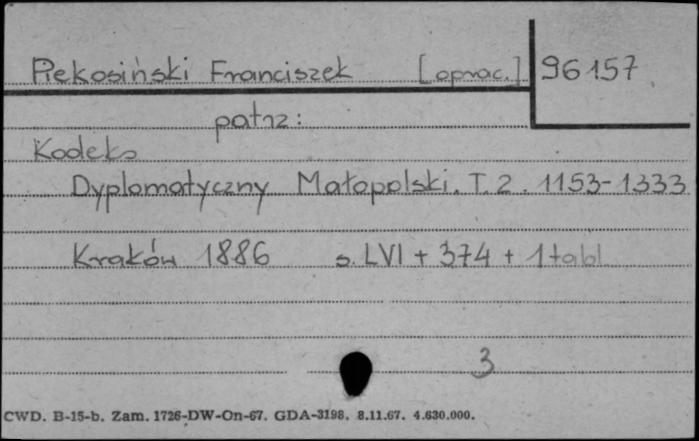 Piekosiński Franciszek [oprac.] 96157
patrz:
Kodeks
Dyplomatyczny Małopolski. T. 2. 1153-1333
Kraków 1886 s. LVI + 374 + 1 tabl
3
CWD. B-15-b. Zam. 1726-DW-On-67. GDA-3198. 8.11.67. 4.630.000.